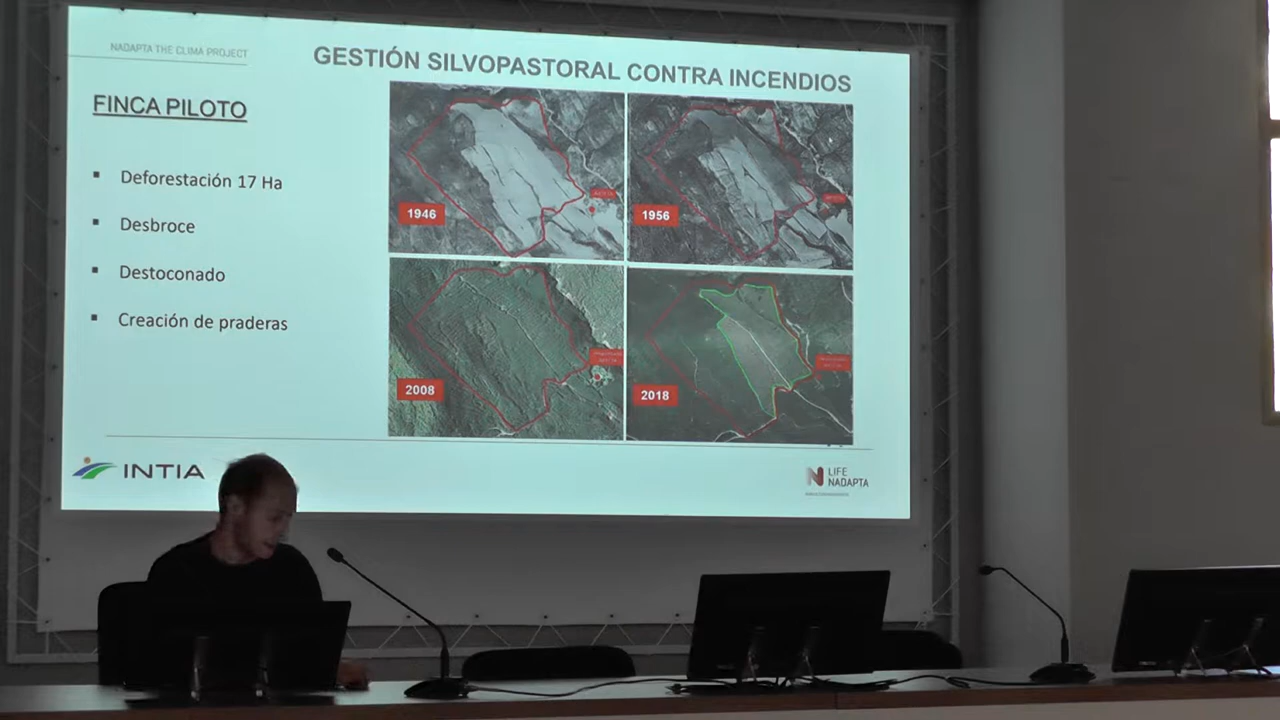 NADAPTA THE CLIMA PROJECT
GESTIÓN SILVOPASTORAL CONTRA INCENDIOS
FINCA PILOTO
▪ Deforestación 17 Ha
▪ Desbroce
▪ Destoconado
▪ Creación de praderas
1946
1956
2008
2018
INTIA
LIFE
NADAPTA